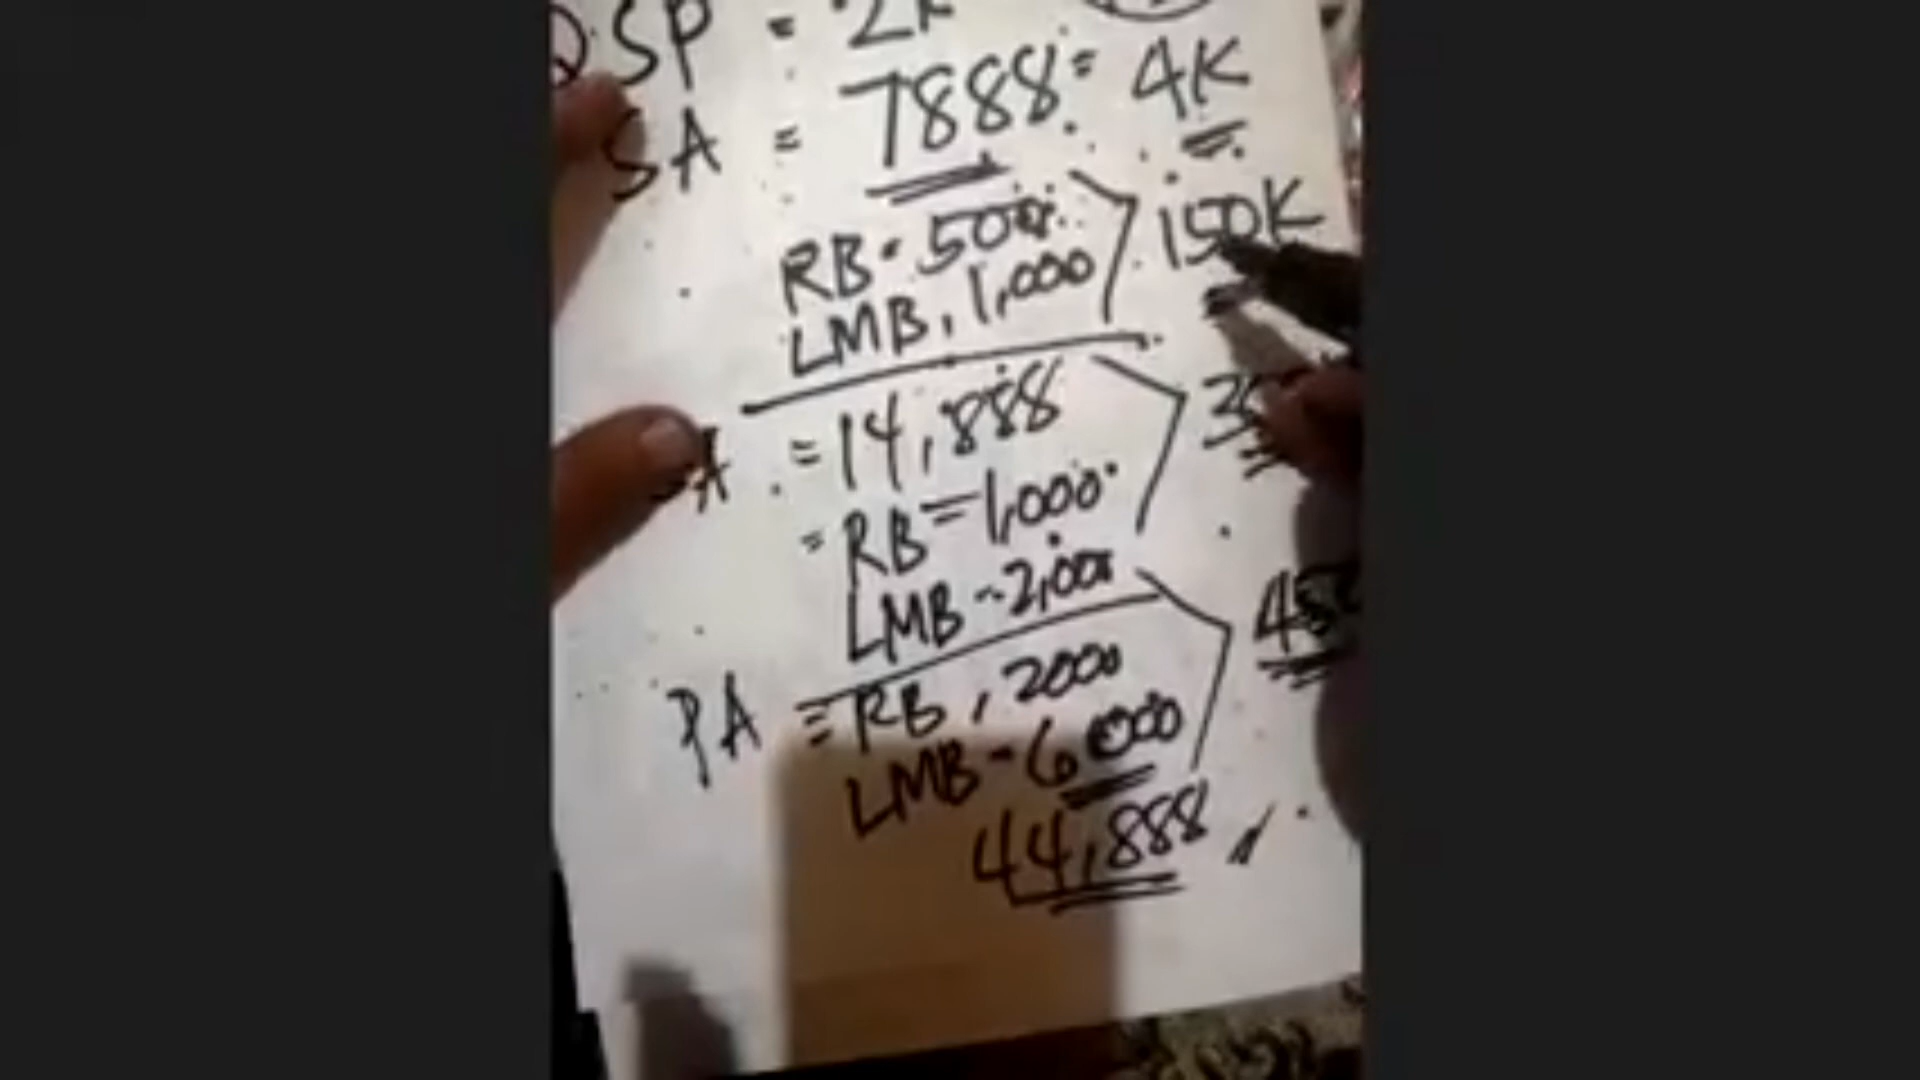 SP = 2K
SA = 7888 = 4K
RB - 500
LMB, 1,000
150K
A = 14,888
= RB = 1,000
LMB - 2,000
PA = RB, 2000
LMB - 6,000
44,888